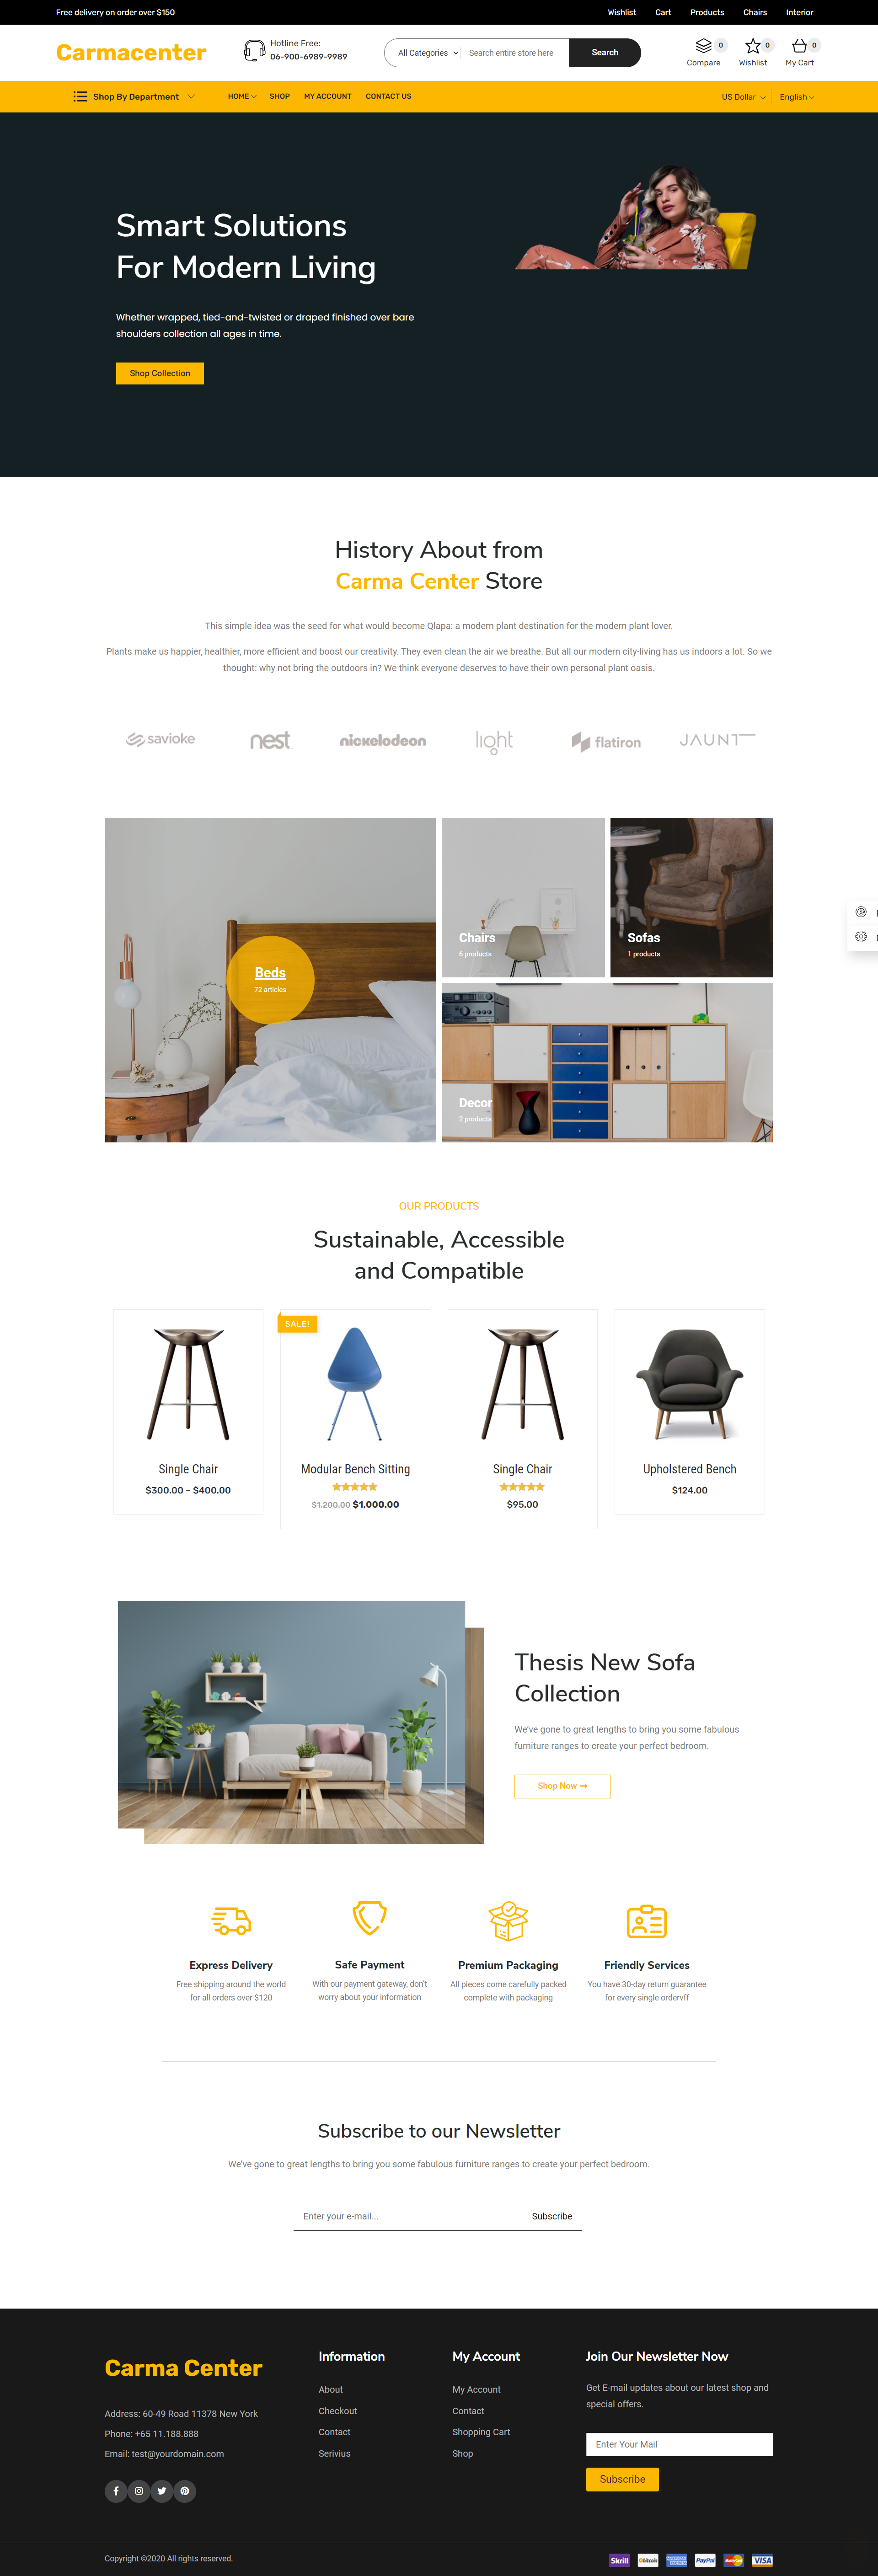 Free delivery on order over $150
Wishlist Cart Products Chairs Interior
Carmacenter
Hotline Free:
06-900-6989-9989
All Categories
Search entire store here
Search
0 0 0
Compare Wishlist My Cart
Shop By Department
HOME SHOP MY ACCOUNT CONTACT US
US Dollar English
Smart Solutions
For Modern Living
Whether wrapped, tied-and-twisted or draped finished over bare
shoulders collection all ages in time.
Shop Collection
History About from
Carma Center Store
This simple idea was the seed for what would become Qlapa: a modern plant destination for the modern plant lover.
Plants make us happier, healthier, more efficient and boost our creativity. They even clean the air we breathe. But all our modern city-living has us indoors a lot. So we
thought: why not bring the outdoors in? We think everyone deserves to have their own personal plant oasis.
savioke nest nickelodeon light flatiron JAUNT
Beds
72 articles
Chairs
6 products
Sofas
1 products
Decor
2 products
OUR PRODUCTS
Sustainable, Accessible
and Compatible
SALE!
Single Chair
$300.00 – $400.00
Modular Bench Sitting
$1,200.00 $1,000.00
Single Chair
$95.00
Upholstered Bench
$124.00
Thesis New Sofa
Collection
We've gone to great lengths to bring you some fabulous
furniture ranges to create your perfect bedroom.
Shop Now
Express Delivery
Free shipping around the world
for all orders over $120
Safe Payment
With our payment gateway, don't
worry about your information
Premium Packaging
All pieces come carefully packed
complete with packaging
Friendly Services
You have 30-day return guarantee
for every single ordervff
Subscribe to our Newsletter
We've gone to great lengths to bring you some fabulous furniture ranges to create your perfect bedroom.
Enter your e-mail...
Subscribe
Carma Center
Address: 60-49 Road 11378 New York
Phone: +65 11.188.888
Email: test@yourdomain.com
Information
About
Checkout
Contact
Serivius
My Account
My Account
Contact
Shopping Cart
Shop
Join Our Newsletter Now
Get E-mail updates about our latest shop and
special offers.
Enter Your Mail
Subscribe
Copyright ©2020 All rights reserved.
Skrill bitcoin PayPal MasterCard VISA